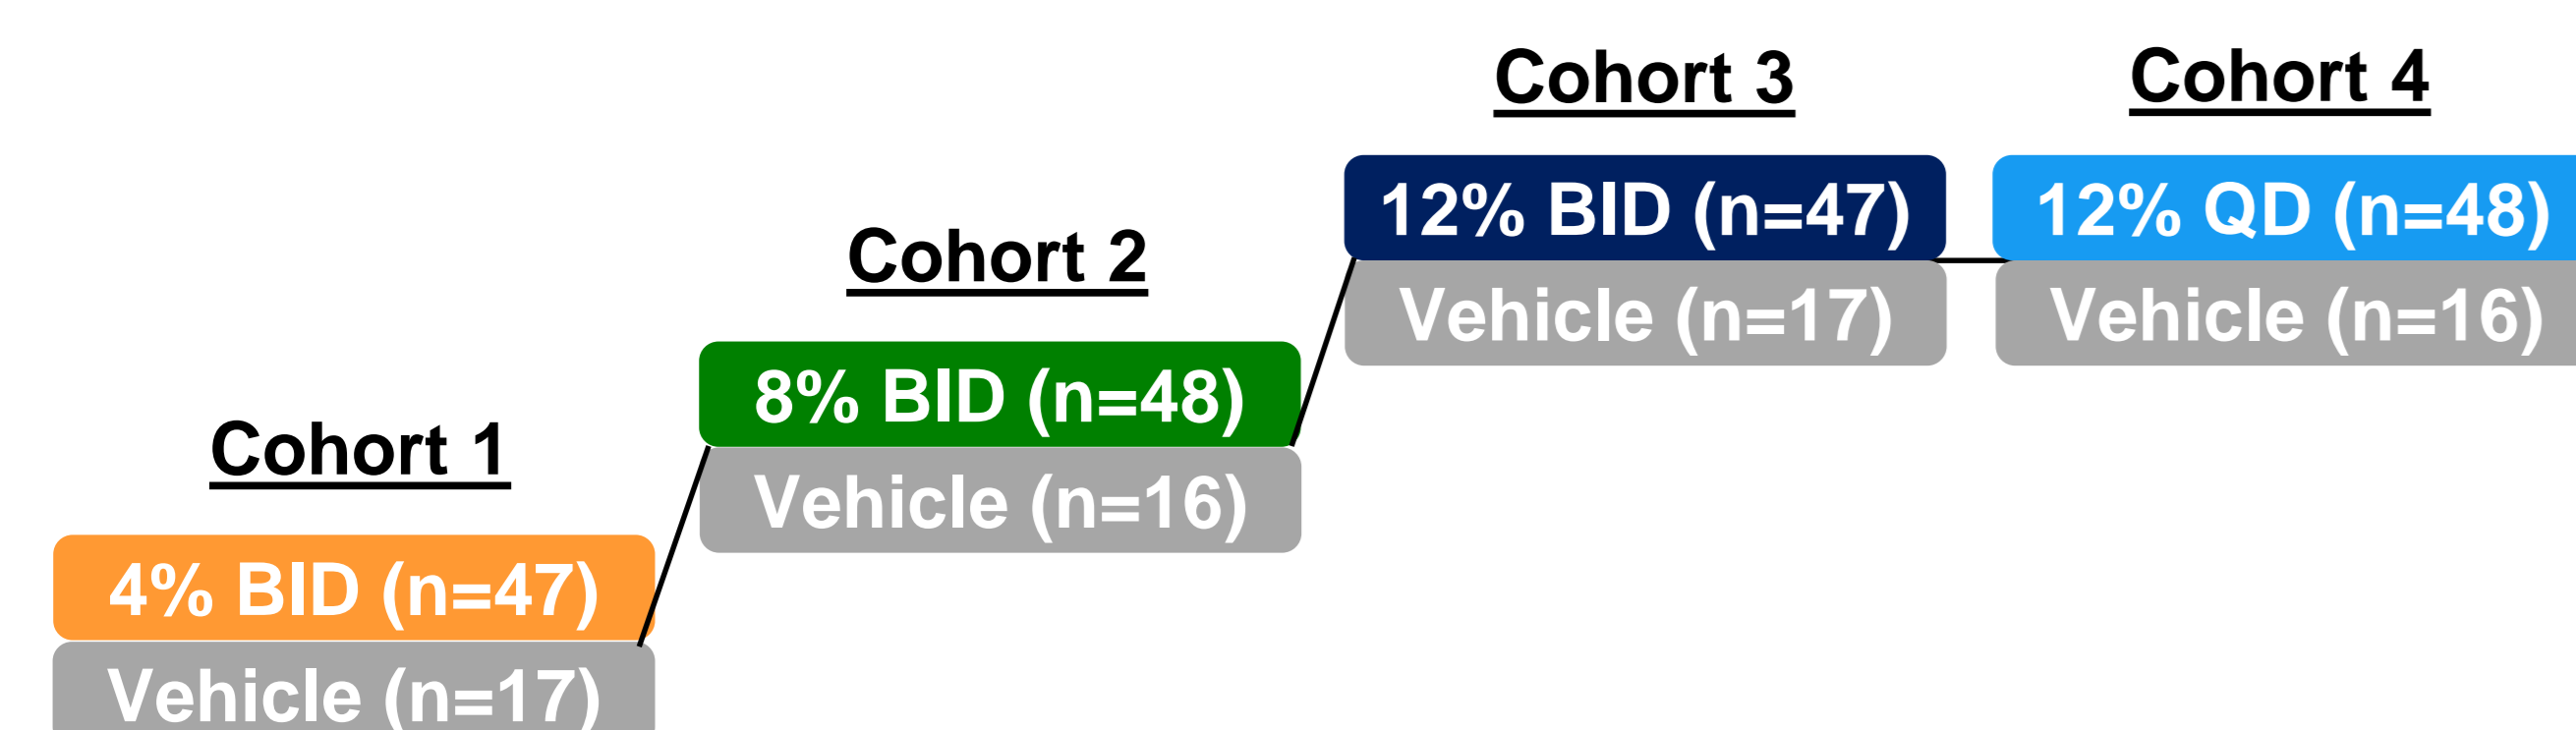 Cohort 1
4% BID (n=47)
Vehicle (n=17)
Cohort 2
8% BID (n=48)
Vehicle (n=16)
Cohort 3
12% BID (n=47)
Vehicle (n=17)
Cohort 4
12% QD (n=48)
Vehicle (n=16)